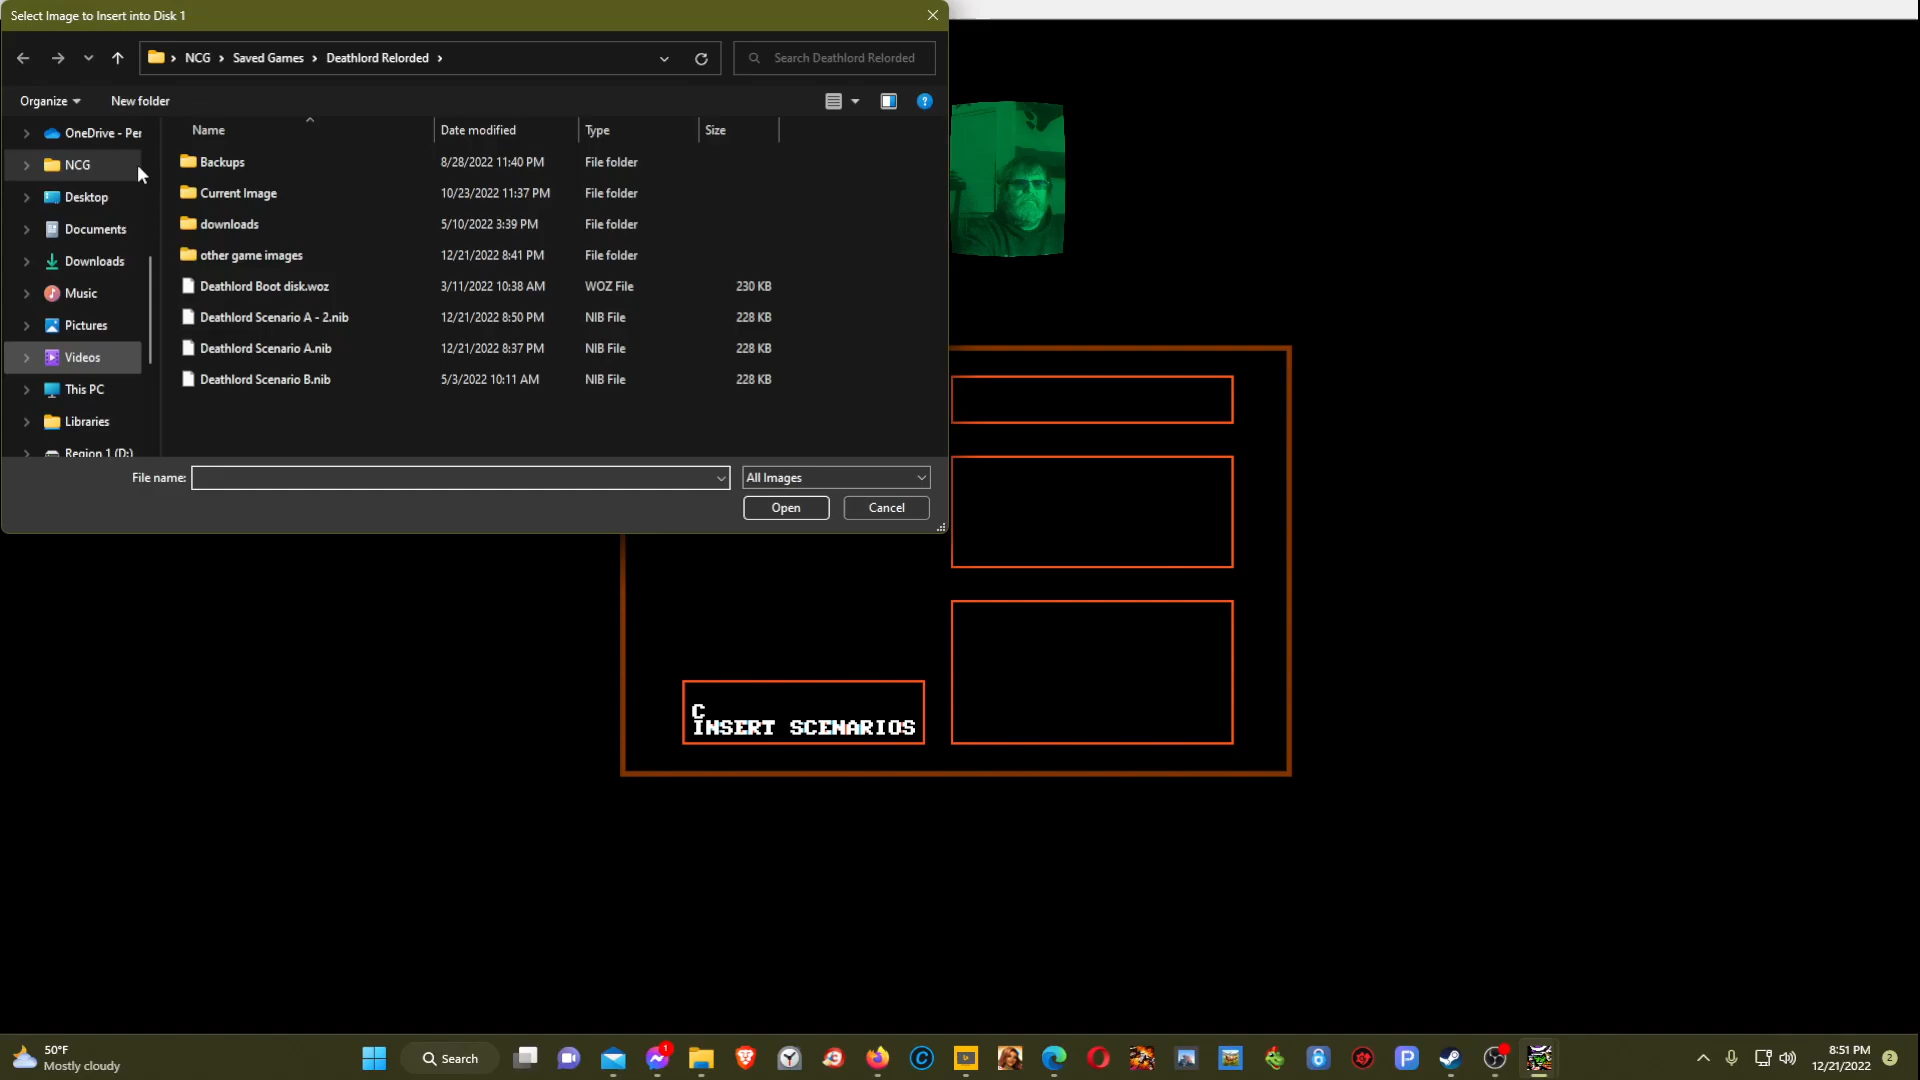 Select Image to Insert into Disk 1
NCG
Saved Games
Deathlord Relorded
Search Deathlord Relorded
Organize
New folder
OneDrive - Per
NCG
Desktop
Documents
Downloads
Music
Pictures
Videos
This PC
Libraries
Region 1 (D:)
Name Date modified Type Size
Backups 8/28/2022 11:40 PM File folder
Current Image 10/23/2022 11:37 PM File folder
downloads 5/10/2022 3:39 PM File folder
other game images 12/21/2022 8:41 PM File folder
Deathlord Boot disk.woz 3/11/2022 10:38 AM WOZ File 230 KB
Deathlord Scenario A - 2.nib 12/21/2022 8:50 PM NIB File 228 KB
Deathlord Scenario A.nib 12/21/2022 8:37 PM NIB File 228 KB
Deathlord Scenario B.nib 5/3/2022 10:11 AM NIB File 228 KB
File name:
All Images
Open
Cancel
C
INSERT SCENARIOS
50°F
Mostly cloudy
Search
1
8:51 PM
12/21/2022
2